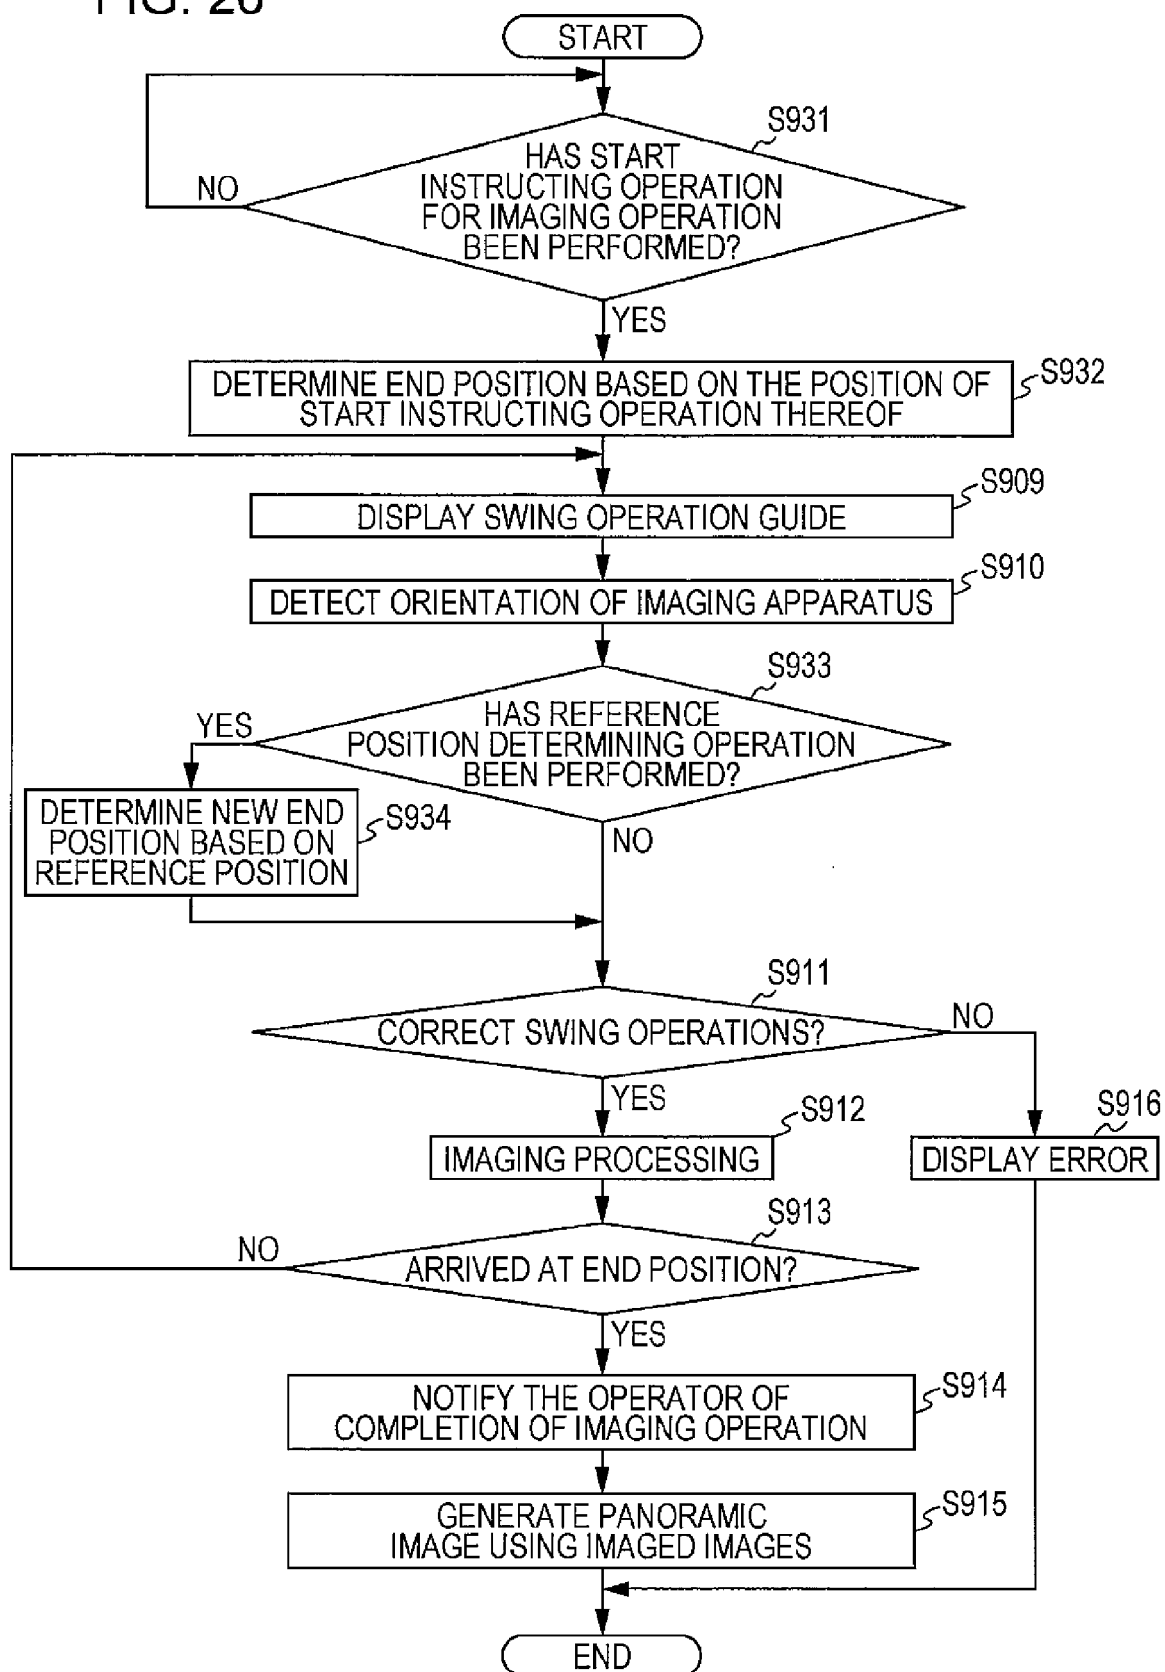 FIG. 26
START
S931
HAS START
INSTRUCTING OPERATION
FOR IMAGING OPERATION
BEEN PERFORMED?
NO
YES
S932
DETERMINE END POSITION BASED ON THE POSITION OF
START INSTRUCTING OPERATION THEREOF
S909
DISPLAY SWING OPERATION GUIDE
S910
DETECT ORIENTATION OF IMAGING APPARATUS
S933
HAS REFERENCE
POSITION DETERMINING OPERATION
BEEN PERFORMED?
YES
NO
DETERMINE NEW END
POSITION BASED ON
REFERENCE POSITION
S934
S911
CORRECT SWING OPERATIONS?
NO
YES
S912
IMAGING PROCESSING
S916
DISPLAY ERROR
S913
ARRIVED AT END POSITION?
NO
YES
S914
NOTIFY THE OPERATOR OF
COMPLETION OF IMAGING OPERATION
S915
GENERATE PANORAMIC
IMAGE USING IMAGED IMAGES
END